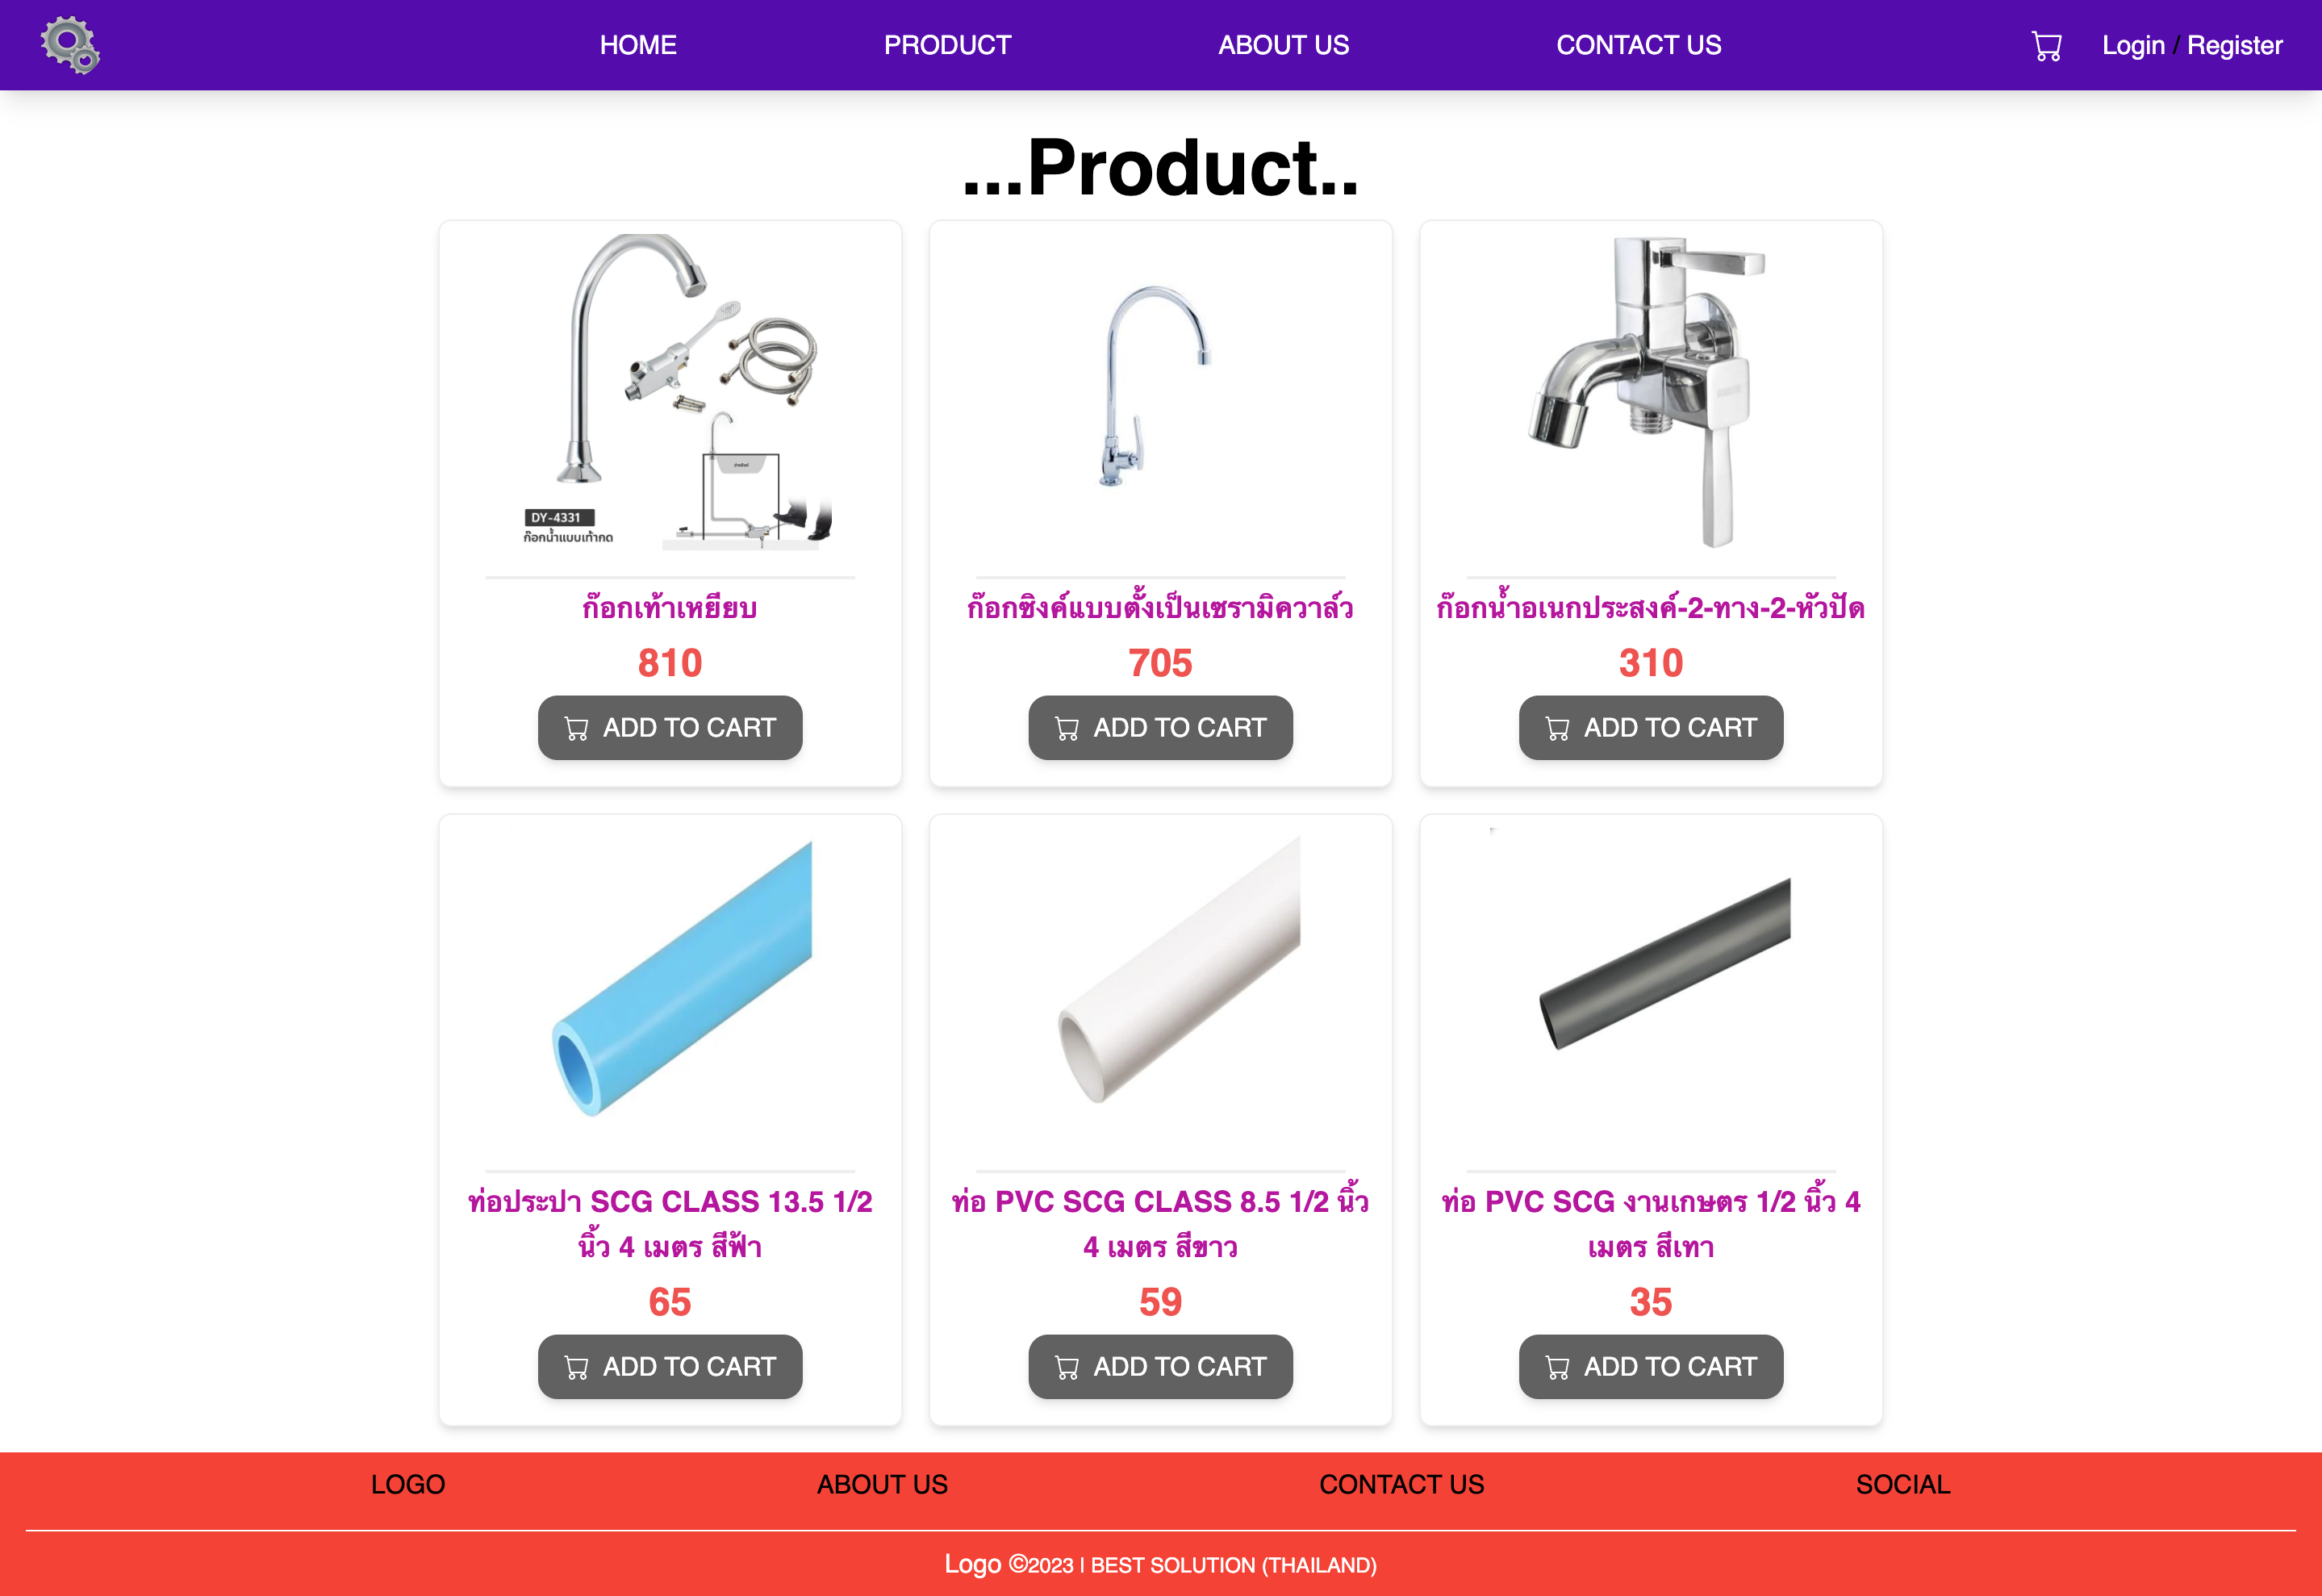 HOME PRODUCT ABOUT US CONTACT US Login / Register
...Product..
DY-4331
ก๊อกน้ำแบบเท้ากด
ก๊อกเท้าเหยียบ
810
ADD TO CART
ก๊อกซิงค์แบบตั้งเป็นเซรามิควาล์ว
705
ADD TO CART
ก๊อกน้ำอเนกประสงค์-2-ทาง-2-หัวปัด
310
ADD TO CART
ท่อประปา SCG CLASS 13.5 1/2
นิ้ว 4 เมตร สีฟ้า
65
ADD TO CART
ท่อ PVC SCG CLASS 8.5 1/2 นิ้ว
4 เมตร สีขาว
59
ADD TO CART
ท่อ PVC SCG งานเกษตร 1/2 นิ้ว 4
เมตร สีเทา
35
ADD TO CART
LOGO ABOUT US CONTACT US SOCIAL
Logo ©2023 | BEST SOLUTION (THAILAND)